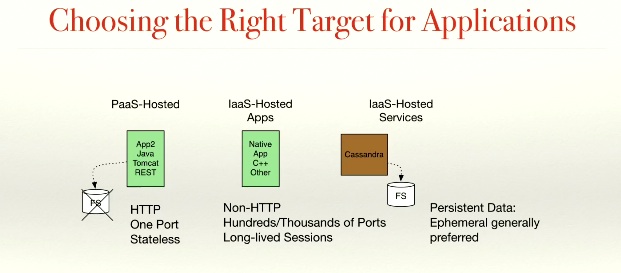 Choosing the Right Target for Applications
PaaS-Hosted
App2
Java
Tomcat
REST
FS
HTTP
One Port
Stateless
IaaS-Hosted
Apps
Native
App
C++
Other
Non-HTTP
Hundreds/Thousands of Ports
Long-lived Sessions
IaaS-Hosted
Services
Cassandra
FS
Persistent Data:
Ephemeral generally
preferred